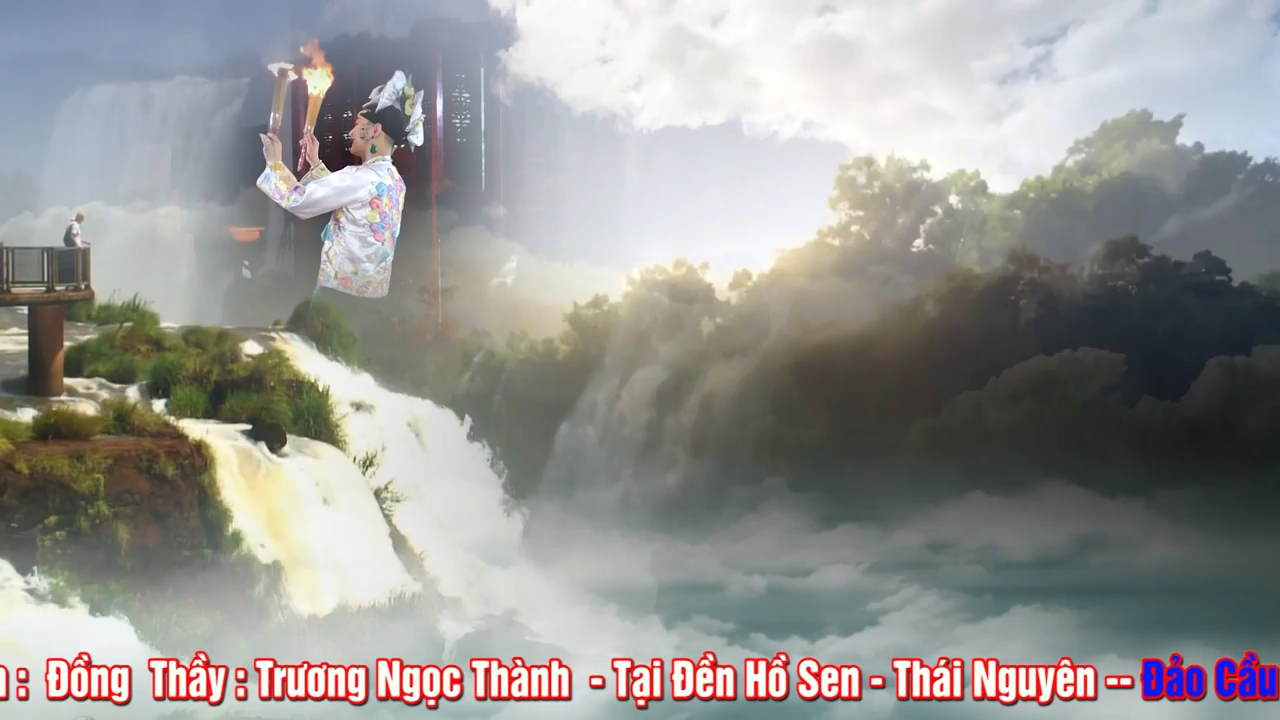 : Đồng Thầy : Trương Ngọc Thành - Tại Đền Hồ Sen - Thái Nguyên -- Đảo Cầu